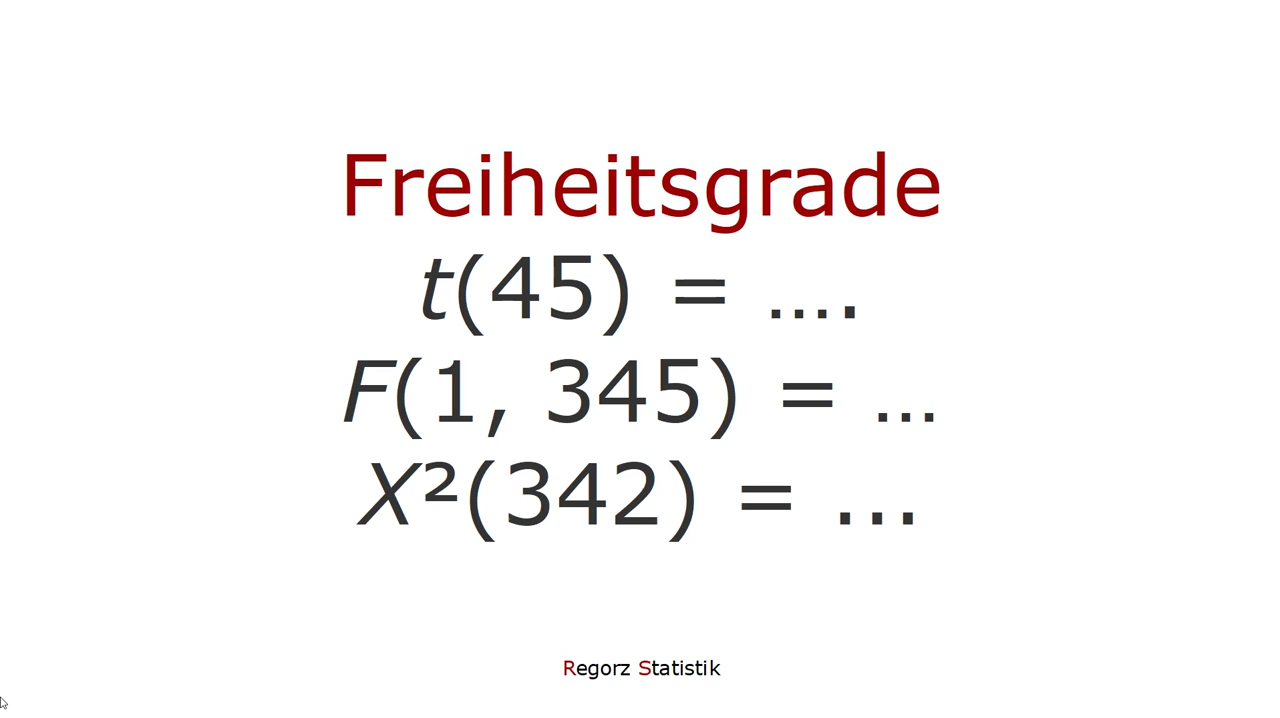 Freiheitsgrade
t(45) = ….
F(1, 345) = …
X²(342) = ...
Regorz Statistik